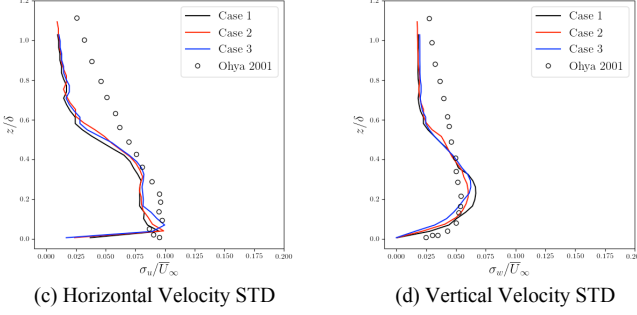 1.2
1.0
0.8
0.6
0.4
0.2
0.0
z/δ
0.000 0.025 0.050 0.075 0.100 0.125 0.150 0.175 0.200
σ_u/U̅_∞
Case 1
Case 2
Case 3
Ohya 2001
(c) Horizontal Velocity STD
1.2
1.0
0.8
0.6
0.4
0.2
0.0
z/δ
0.000 0.025 0.050 0.075 0.100 0.125 0.150 0.175 0.200
σ_w/U̅_∞
Case 1
Case 2
Case 3
Ohya 2001
(d) Vertical Velocity STD